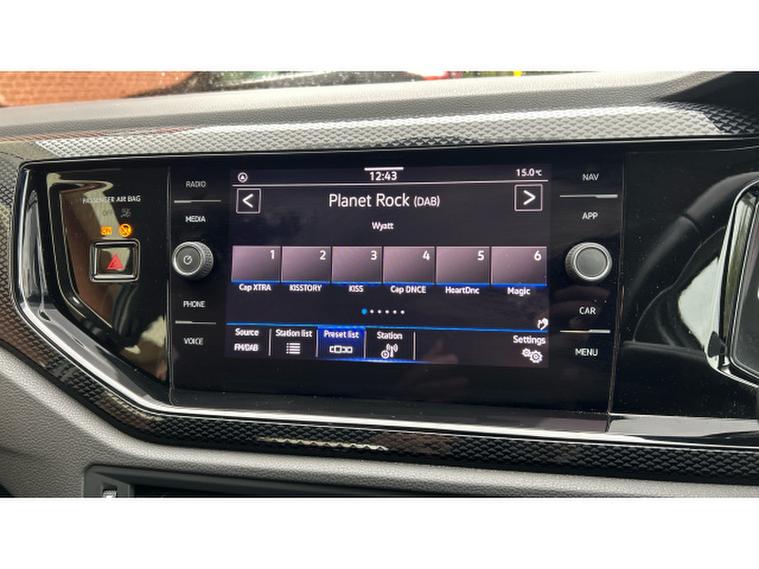 PASSENGER AIR BAG
RADIO
MEDIA
PHONE
VOICE
12:43
15.0°C
Planet Rock (DAB)
Wyatt
1 2 3 4 5 6
Cap XTRA KISSTORY KISS Cap DNCE HeartDnc Magic
Source Station list Preset list Station Settings
FM/DAB
NAV
APP
CAR
MENU